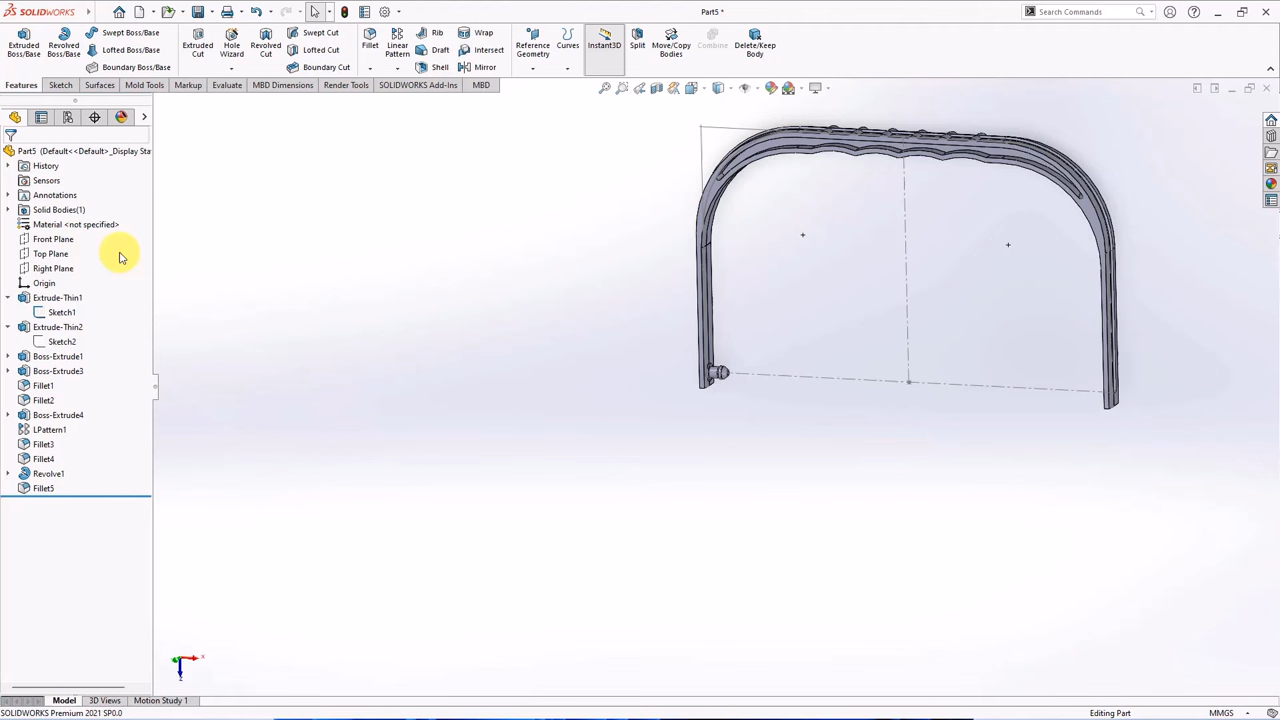 SOLIDWORKS
Part5 *
Search Commands
Extruded Boss/Base
Revolved Boss/Base
Swept Boss/Base
Lofted Boss/Base
Boundary Boss/Base
Extruded Cut
Hole Wizard
Revolved Cut
Swept Cut
Lofted Cut
Boundary Cut
Fillet
Linear Pattern
Rib
Draft
Shell
Wrap
Intersect
Mirror
Reference Geometry
Curves
Instant3D
Split
Move/Copy Bodies
Combine
Delete/Keep Body
Features
Sketch
Surfaces
Mold Tools
Markup
Evaluate
MBD Dimensions
Render Tools
SOLIDWORKS Add-Ins
MBD
Part5 (Default<<Default>_Display Sta
History
Sensors
Annotations
Solid Bodies(1)
Material <not specified>
Front Plane
Top Plane
Right Plane
Origin
Extrude-Thin1
Sketch1
Extrude-Thin2
Sketch2
Boss-Extrude1
Boss-Extrude3
Fillet1
Fillet2
Boss-Extrude4
LPattern1
Fillet3
Fillet4
Revolve1
Fillet5
Model
3D Views
Motion Study 1
SOLIDWORKS Premium 2021 SP0.0
Editing Part
MMGS